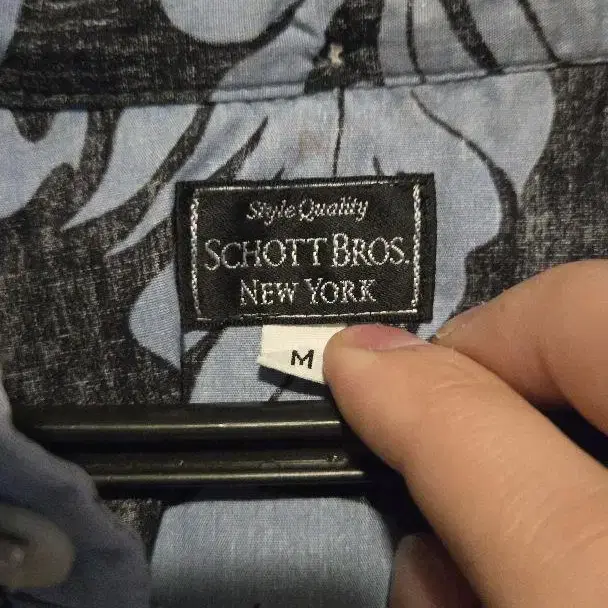 Style Quality
SCHOTT BROS.
NEW YORK
M